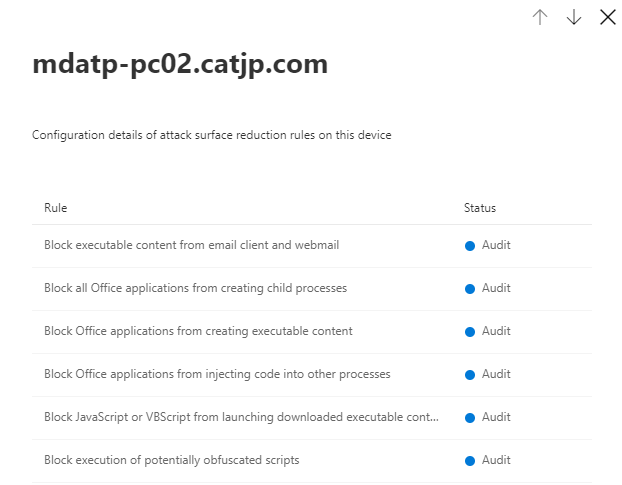 mdatp-pc02.catjp.com
Configuration details of attack surface reduction rules on this device
Rule Status
Block executable content from email client and webmail Audit
Block all Office applications from creating child processes Audit
Block Office applications from creating executable content Audit
Block Office applications from injecting code into other processes Audit
Block JavaScript or VBScript from launching downloaded executable cont... Audit
Block execution of potentially obfuscated scripts Audit